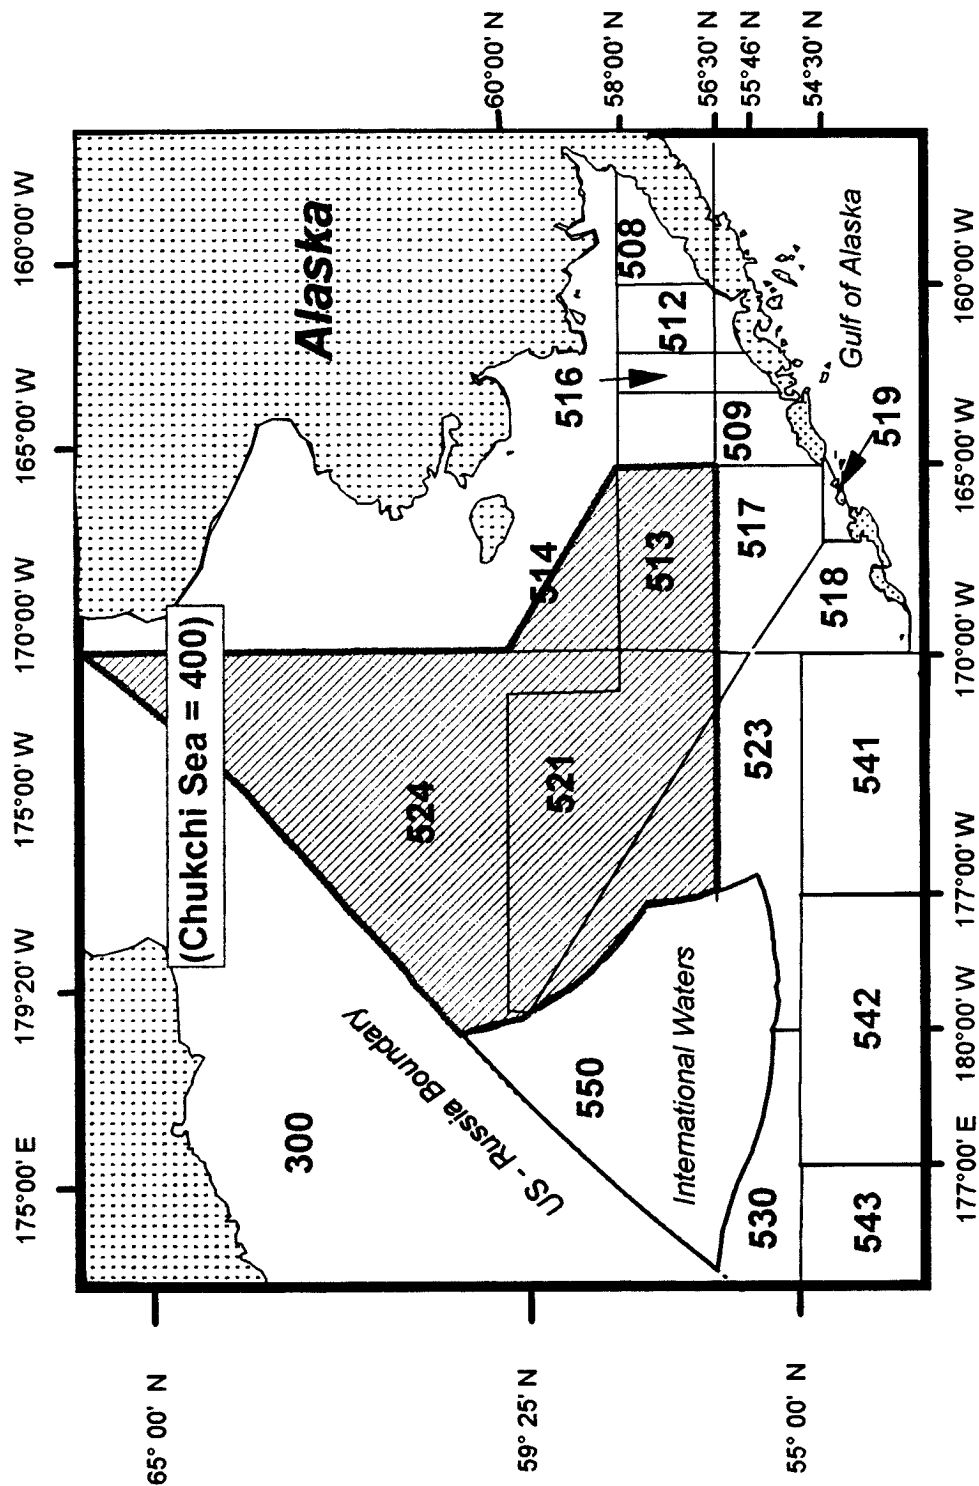 175°00' E
179°20' W
175°00' W
170°00' W
165°00' W
160°00' W
65° 00' N
59° 25' N
55° 00' N
60°00' N
58°00' N
56°30' N
55°46' N
54°30' N
Alaska
(Chukchi Sea = 400)
300
US - Russia Boundary
524
514
516
508
512
521
513
509
550
International Waters
517
523
518
519
Gulf of Alaska
530
543
542
541
177°00' E
180°00' W
177°00' W
170°00' W
165°00' W
160°00' W